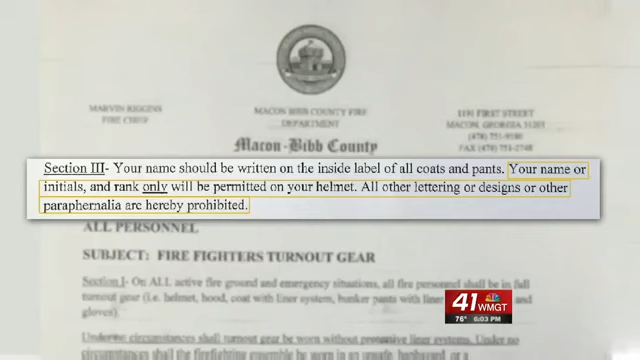 MARVIN RIGGINS
FIRE CHIEF
MACON-BIBB COUNTY FIRE
DEPARTMENT
1191 FIRST STREET
MACON, GEORGIA 31201
(478) 751-9180
FAX (478) 751-2748
Macon-Bibb County
Section III- Your name should be written on the inside label of all coats and pants. Your name or
initials, and rank only will be permitted on your helmet. All other lettering or designs or other
paraphernalia are hereby prohibited.
ALL PERSONNEL
SUBJECT: FIRE FIGHTERS TURNOUT GEAR
Section I- On ALL active fire ground and emergency situations, all fire personnel shall be in full
turnout gear (i.e. helmet, hood, coat with liner system, bunker pants with liner
gloves).
Under no circumstances shall turnout gear be worn without protective liner systems. Under no
circumstances shall the firefighting ensemble be worn in an unsafe,
41 WMGT
76° 6:03 PM